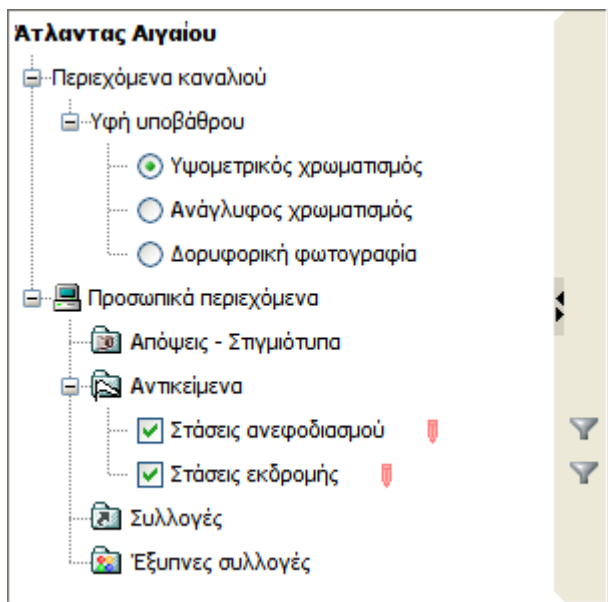 Άτλαντας Αιγαίου
Περιεχόμενα καναλιού
Υφή υποβάθρου
Υψομετρικός χρωματισμός
Ανάγλυφος χρωματισμός
Δορυφορική φωτογραφία
Προσωπικά περιεχόμενα
Απόψεις - Στιγμιότυπα
Αντικείμενα
Στάσεις ανεφοδιασμού
Στάσεις εκδρομής
Συλλογές
Έξυπνες συλλογές